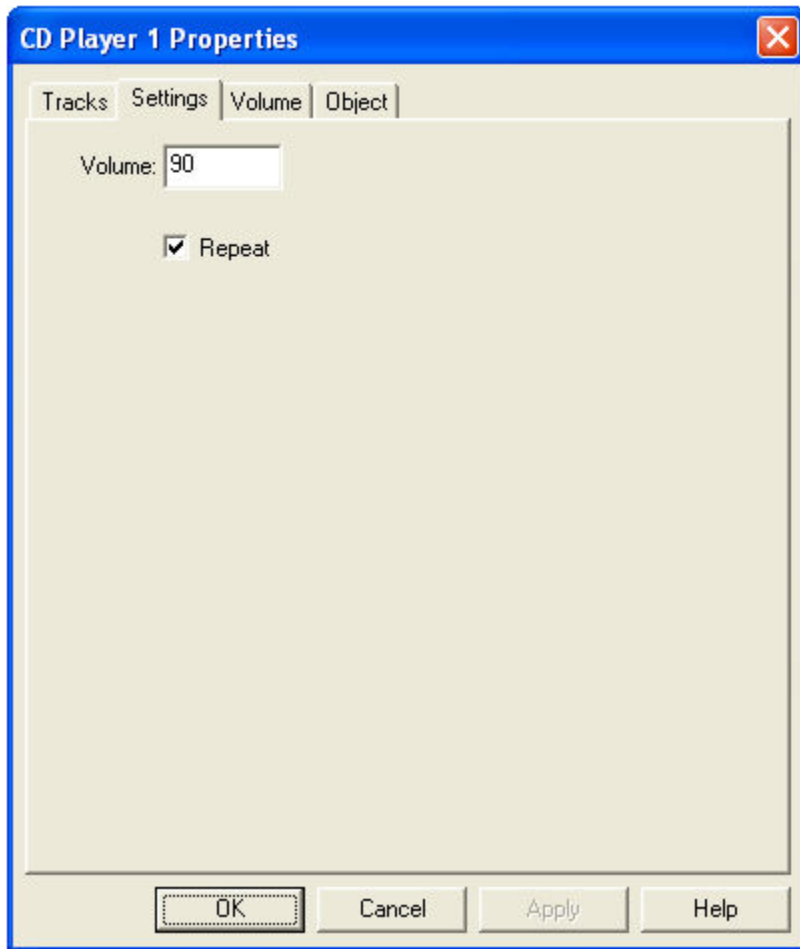 CD Player 1 Properties
Tracks Settings Volume Object
Volume: 90
Repeat
OK Cancel Apply Help